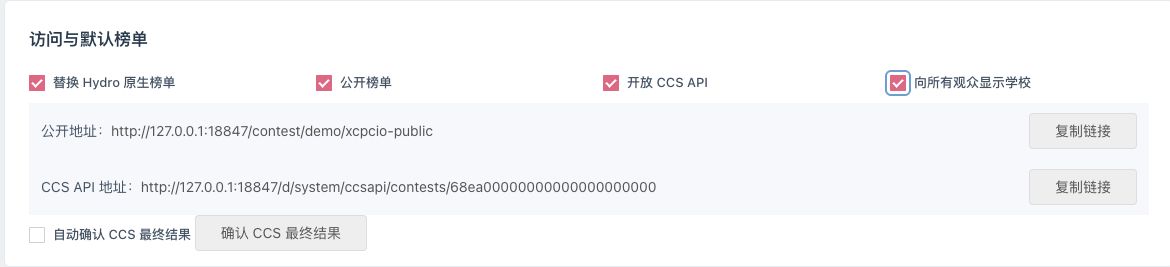 访问与默认榜单
替换 Hydro 原生榜单 公开榜单 开放 CCS API 向所有观众显示学校
公开地址：http://127.0.0.1:18847/contest/demo/xcpcio-public 复制链接
CCS API 地址：http://127.0.0.1:18847/d/system/ccsapi/contests/68ea00000000000000000000 复制链接
自动确认 CCS 最终结果 确认 CCS 最终结果